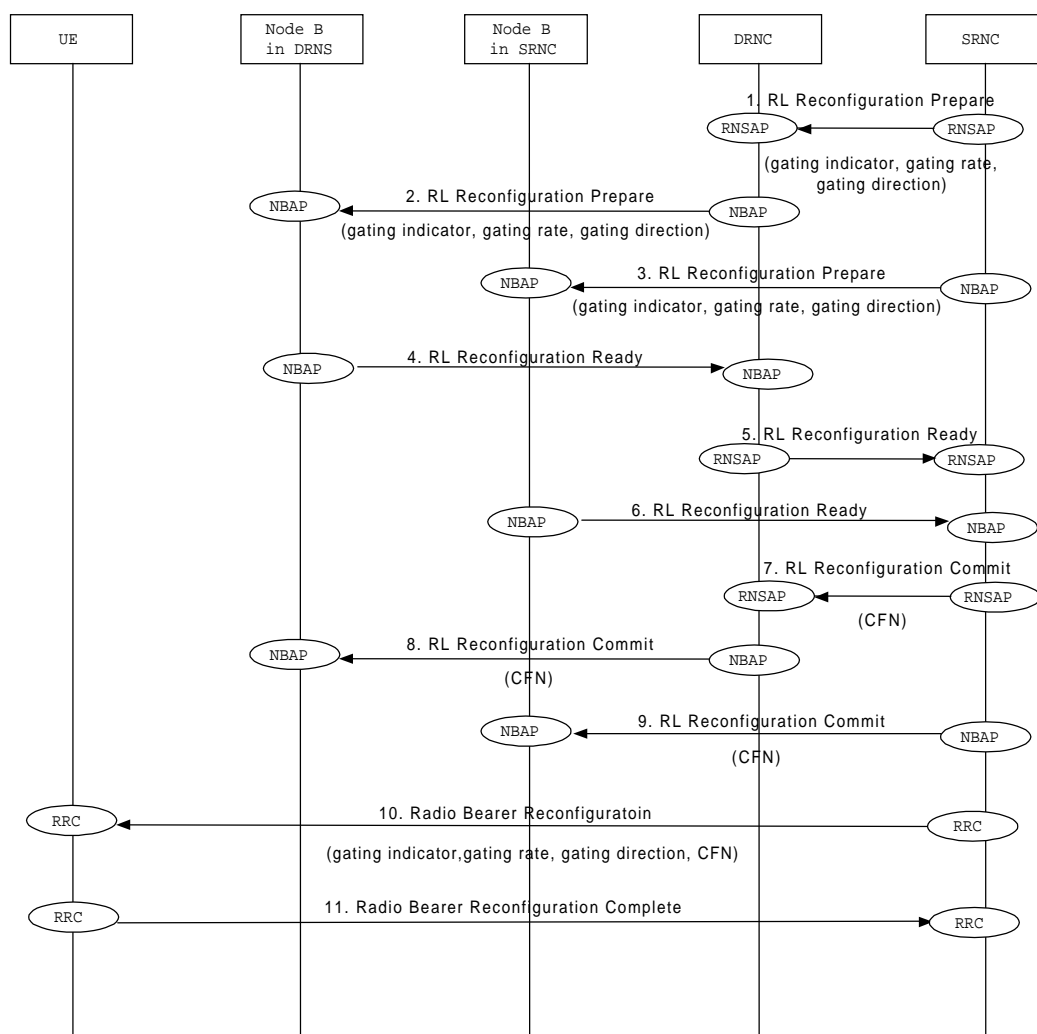 UE
Node B
in DRNS
Node B
in SRNC
DRNC
SRNC
1. RL Reconfiguration Prepare
RNSAP
RNSAP
(gating indicator, gating rate,
gating direction)
2. RL Reconfiguration Prepare
NBAP
NBAP
(gating indicator, gating rate, gating direction)
3. RL Reconfiguration Prepare
NBAP
NBAP
(gating indicator, gating rate, gating direction)
4. RL Reconfiguration Ready
NBAP
NBAP
5. RL Reconfiguration Ready
RNSAP
RNSAP
6. RL Reconfiguration Ready
NBAP
NBAP
7. RL Reconfiguration Commit
RNSAP
RNSAP
(CFN)
8. RL Reconfiguration Commit
NBAP
NBAP
(CFN)
9. RL Reconfiguration Commit
NBAP
NBAP
(CFN)
10. Radio Bearer Reconfiguratoin
RRC
RRC
(gating indicator,gating rate, gating direction, CFN)
11. Radio Bearer Reconfiguration Complete
RRC
RRC